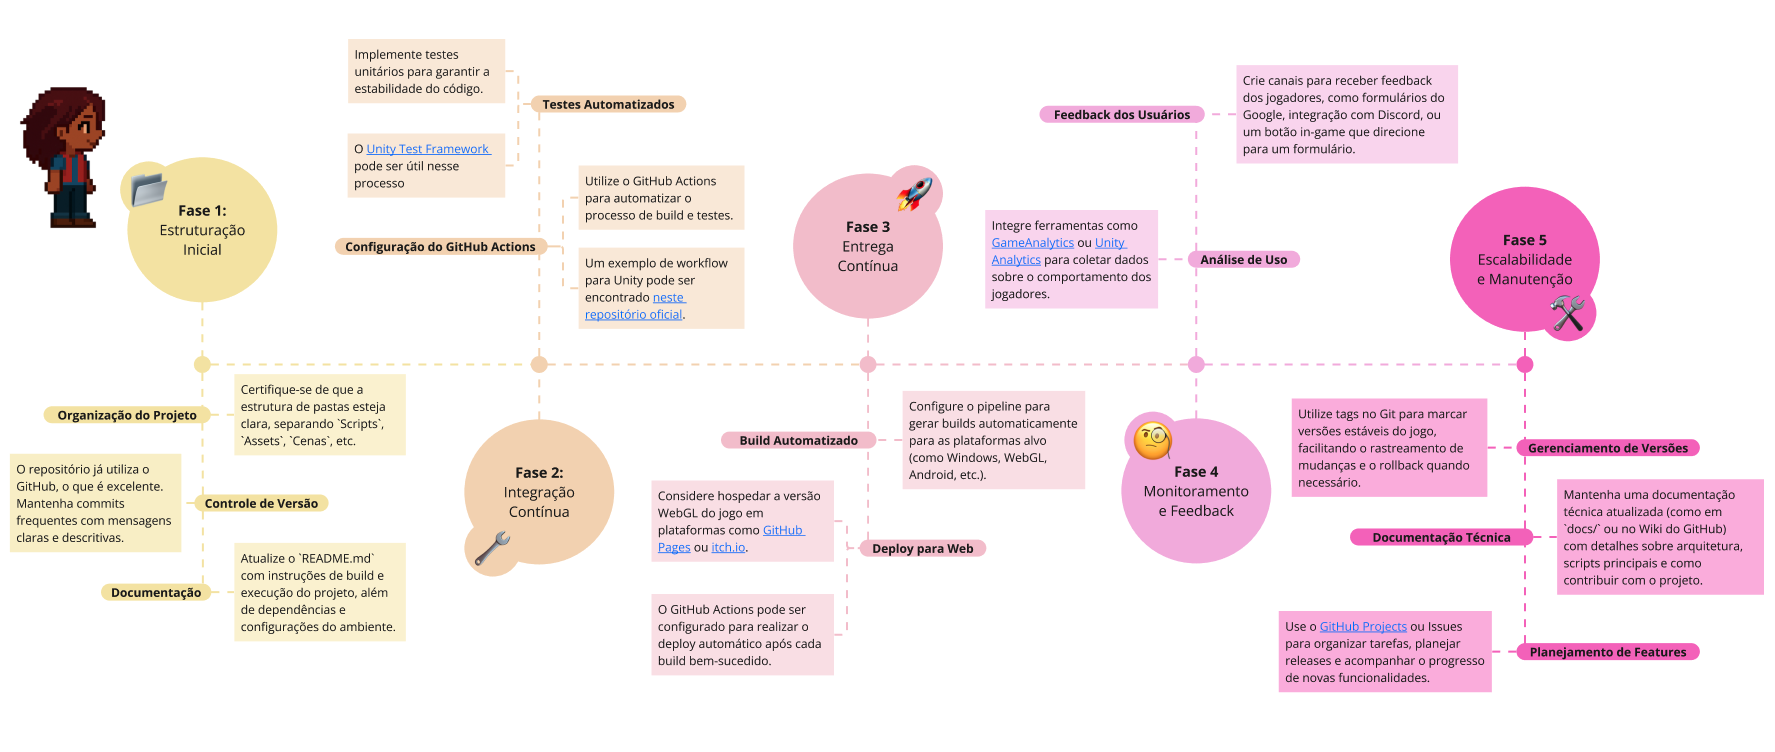 Fase 1:
Estruturação
Inicial
Organização do Projeto
Certifique-se de que a
estrutura de pastas esteja
clara, separando `Scripts`,
`Assets`, `Cenas`, etc.
Controle de Versão
O repositório já utiliza o
GitHub, o que é excelente.
Mantenha commits
frequentes com mensagens
claras e descritivas.
Documentação
Atualize o `README.md`
com instruções de build e
execução do projeto, além
de dependências e
configurações do ambiente.
Fase 2:
Integração
Contínua
Testes Automatizados
Implemente testes
unitários para garantir a
estabilidade do código.
O Unity Test Framework
pode ser útil nesse
processo
Configuração do GitHub Actions
Utilize o GitHub Actions
para automatizar o
processo de build e testes.
Um exemplo de workflow
para Unity pode ser
encontrado neste
repositório oficial.
Fase 3
Entrega
Contínua
Build Automatizado
Configure o pipeline para
gerar builds automaticamente
para as plataformas alvo
(como Windows, WebGL,
Android, etc.).
Deploy para Web
Considere hospedar a versão
WebGL do jogo em
plataformas como GitHub
Pages ou itch.io.
O GitHub Actions pode ser
configurado para realizar o
deploy automático após cada
build bem-sucedido.
Fase 4
Monitoramento
e Feedback
Feedback dos Usuários
Crie canais para receber feedback
dos jogadores, como formulários do
Google, integração com Discord, ou
um botão in-game que direcione
para um formulário.
Análise de Uso
Integre ferramentas como
GameAnalytics ou Unity
Analytics para coletar dados
sobre o comportamento dos
jogadores.
Fase 5
Escalabilidade
e Manutenção
Gerenciamento de Versões
Utilize tags no Git para marcar
versões estáveis do jogo,
facilitando o rastreamento de
mudanças e o rollback quando
necessário.
Documentação Técnica
Mantenha uma documentação
técnica atualizada (como em
`docs/` ou no Wiki do GitHub)
com detalhes sobre arquitetura,
scripts principais e como
contribuir com o projeto.
Planejamento de Features
Use o GitHub Projects ou Issues
para organizar tarefas, planejar
releases e acompanhar o progresso
de novas funcionalidades.